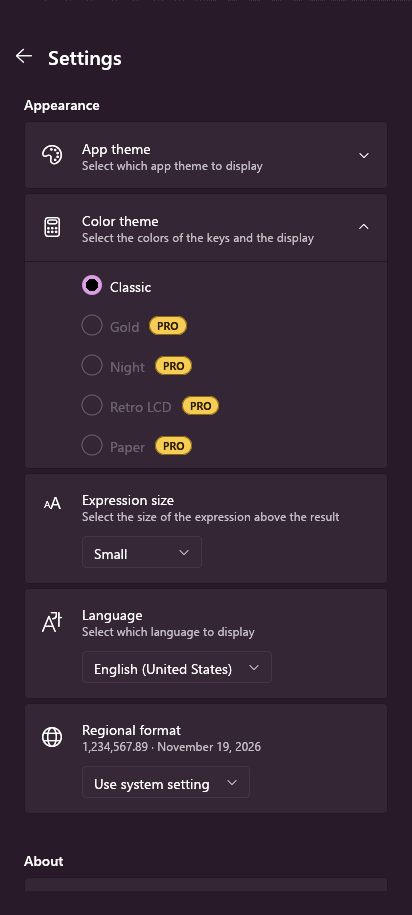 Settings
Appearance
App theme
Select which app theme to display
Color theme
Select the colors of the keys and the display
Classic
Gold PRO
Night PRO
Retro LCD PRO
Paper PRO
AA Expression size
Select the size of the expression above the result
Small
Language
Select which language to display
English (United States)
Regional format
1,234,567.89 · November 19, 2026
Use system setting
About